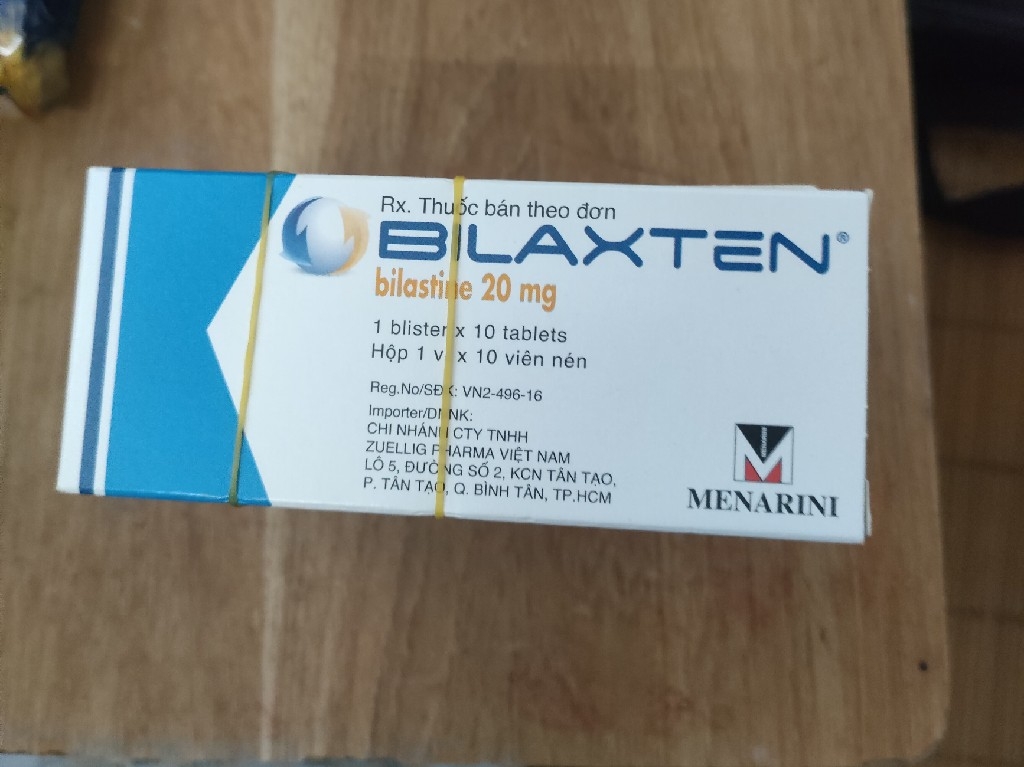 Rx. Thuốc bán theo đơn
BILAXTEN®
bilastine 20 mg
1 blister x 10 tablets
Hộp 1 vỉ x 10 viên nén
Reg.No/SĐK: VN2-496-16
Importer/DNNK:
CHI NHÁNH CTY TNHH
ZUELLIG PHARMA VIỆT NAM
LÔ 5, ĐƯỜNG SỐ 2, KCN TÂN TẠO,
P. TÂN TẠO, Q. BÌNH TÂN, TP.HCM
MENARINI